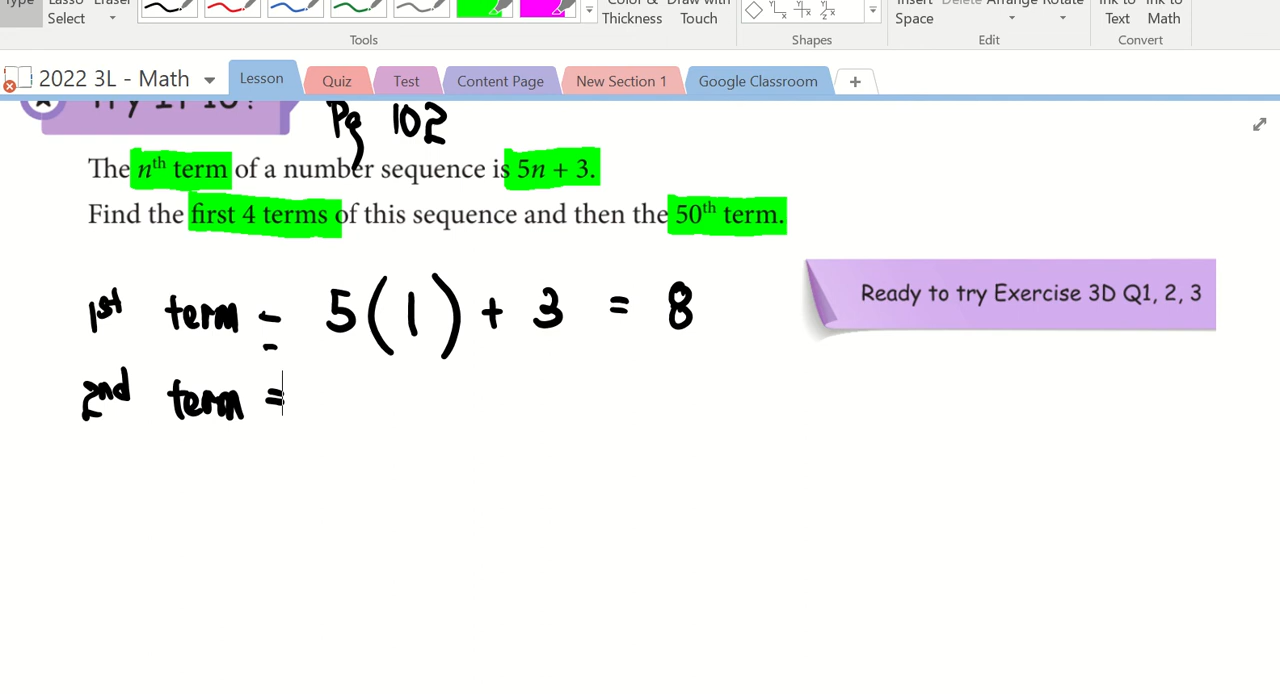 Type Lasso Select Eraser Color & Thickness Draw with Touch Insert Space Delete Arrange Rotate Ink to Text Ink to Math
Tools Shapes Edit Convert
2022 3L - Math Lesson Quiz Test Content Page New Section 1 Google Classroom +
Try It 10!
Pg 102
The nth term of a number sequence is 5n + 3.
Find the first 4 terms of this sequence and then the 50th term.
Ready to try Exercise 3D Q1, 2, 3
1st term = 5(1) + 3 = 8
2nd term =